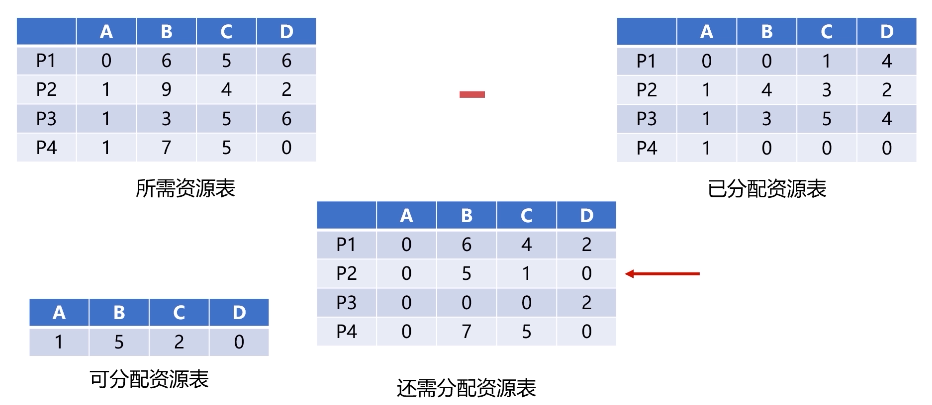 A B C D
P1 0 6 5 6
P2 1 9 4 2
P3 1 3 5 6
P4 1 7 5 0
所需资源表
A B C D
P1 0 0 1 4
P2 1 4 3 2
P3 1 3 5 4
P4 1 0 0 0
已分配资源表
A B C D
1 5 2 0
可分配资源表
A B C D
P1 0 6 4 2
P2 0 5 1 0
P3 0 0 0 2
P4 0 7 5 0
还需分配资源表